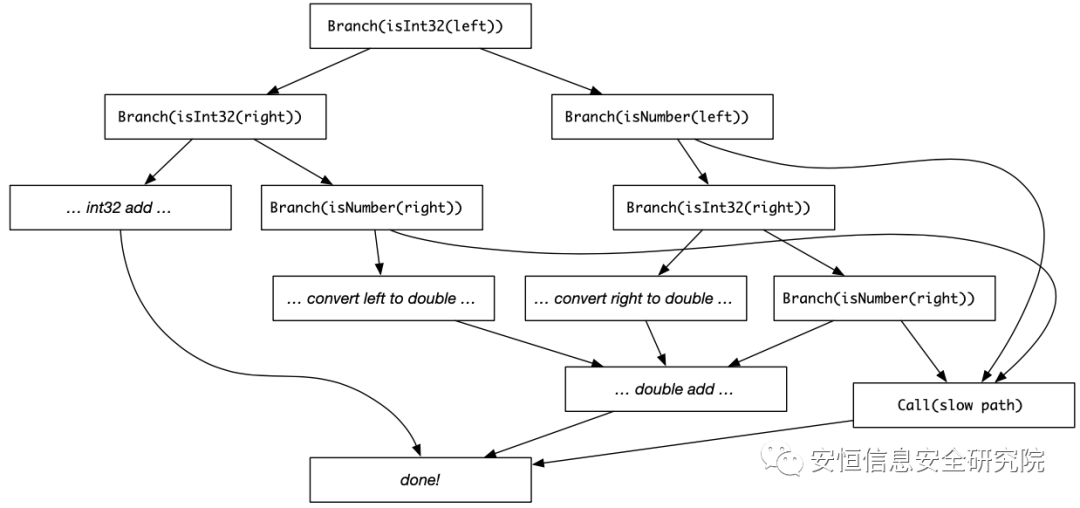 Branch(isInt32(left))
Branch(isInt32(right))
Branch(isNumber(left))
… int32 add …
Branch(isNumber(right))
Branch(isInt32(right))
… convert left to double …
… convert right to double …
Branch(isNumber(right))
… double add …
Call(slow path)
安恒信息安全研究院
done!